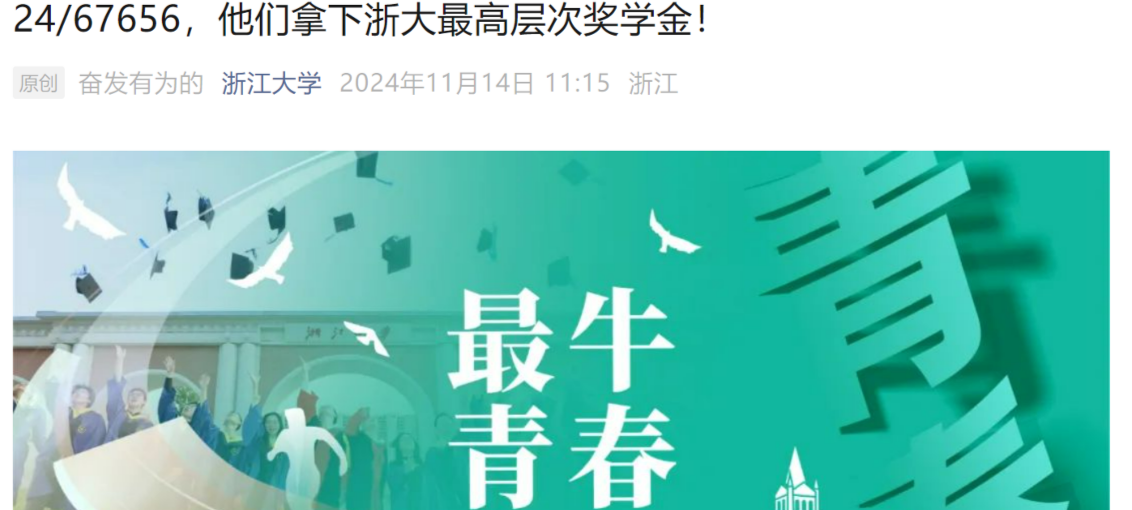 24/67656，他们拿下浙大最高层次奖学金！
原创 奋发有为的 浙江大学 2024年11月14日 11:15 浙江
青春
最牛
青春